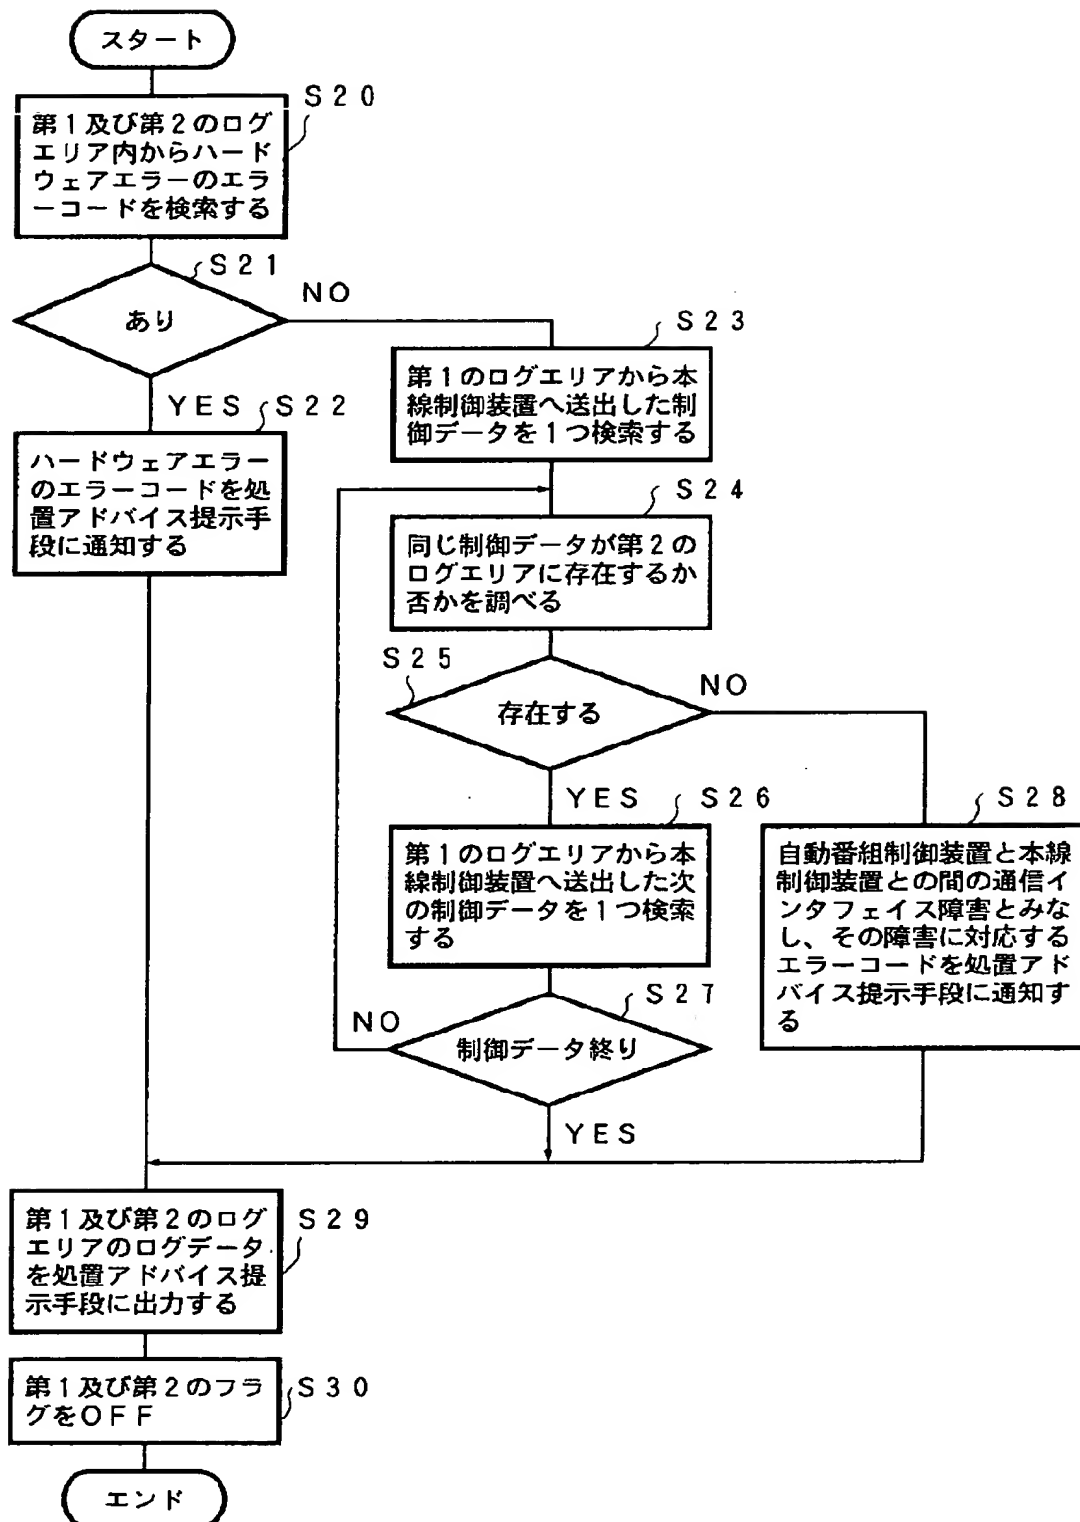 スタート
S20
第1及び第2のログ
エリア内からハード
ウェアエラーのエラ
ーコードを検索する
S21
あり
NO
YES
S22
ハードウェアエラー
のエラーコードを処
置アドバイス提示手
段に通知する
S23
第1のログエリアから本
線制御装置へ送出した制
御データを1つ検索する
S24
同じ制御データが第2の
ログエリアに存在するか
否かを調べる
S25
存在する
NO
YES
S26
第1のログエリアから本
線制御装置へ送出した次
の制御データを1つ検索
する
S27
制御データ終り
NO
YES
S28
自動番組制御装置と本線
制御装置との間の通信イ
ンタフェイス障害とみな
し、その障害に対応する
エラーコードを処置アド
バイス提示手段に通知す
る
S29
第1及び第2のログ
エリアのログデータ
を処置アドバイス提
示手段に出力する
S30
第1及び第2のフラ
グをOFF
エンド